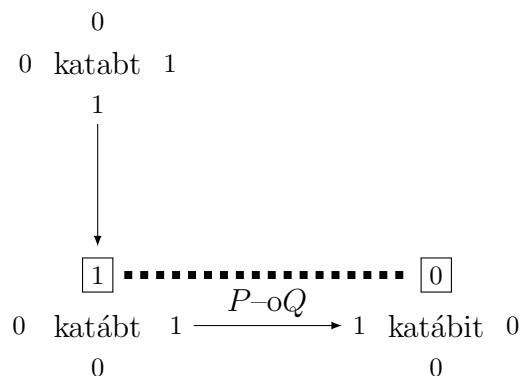 0
0 katabt 1
1
1 0
P–oQ
0 katábt 1 1 katábit 0
0 0